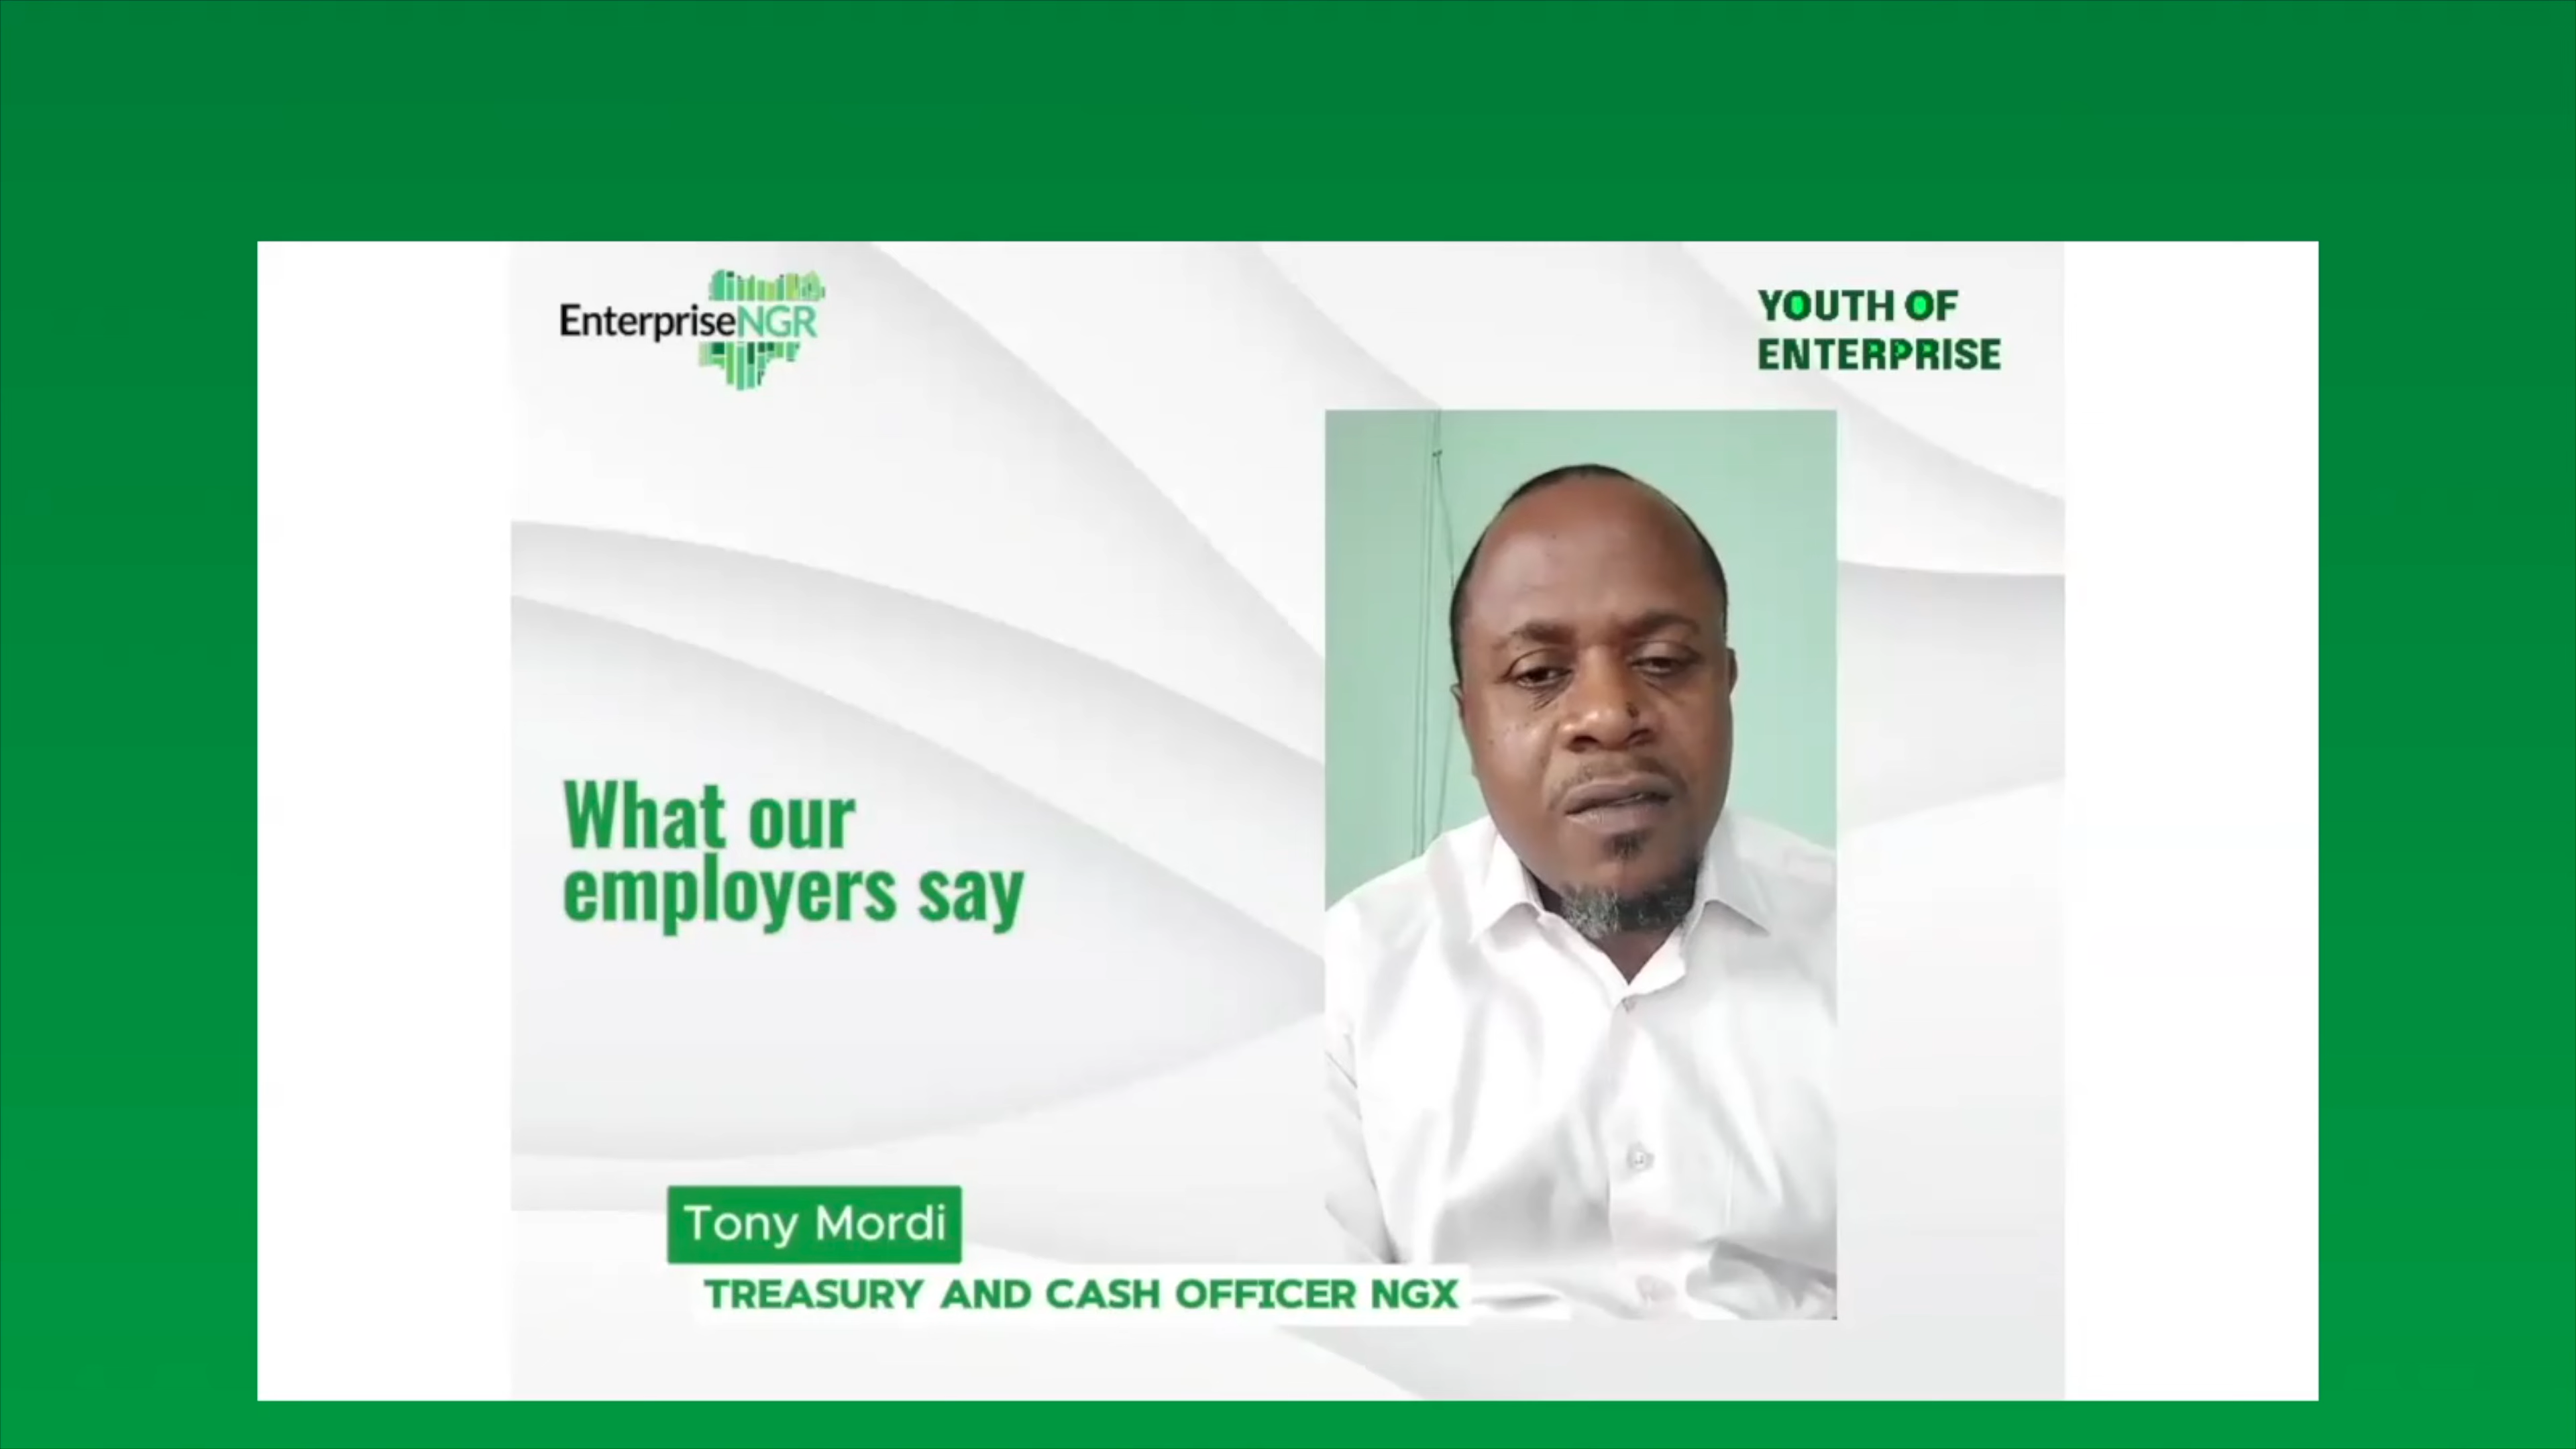 EnterpriseNGR
YOUTH OF
ENTERPRISE
What our
employers say
Tony Mordi
TREASURY AND CASH OFFICER NGX